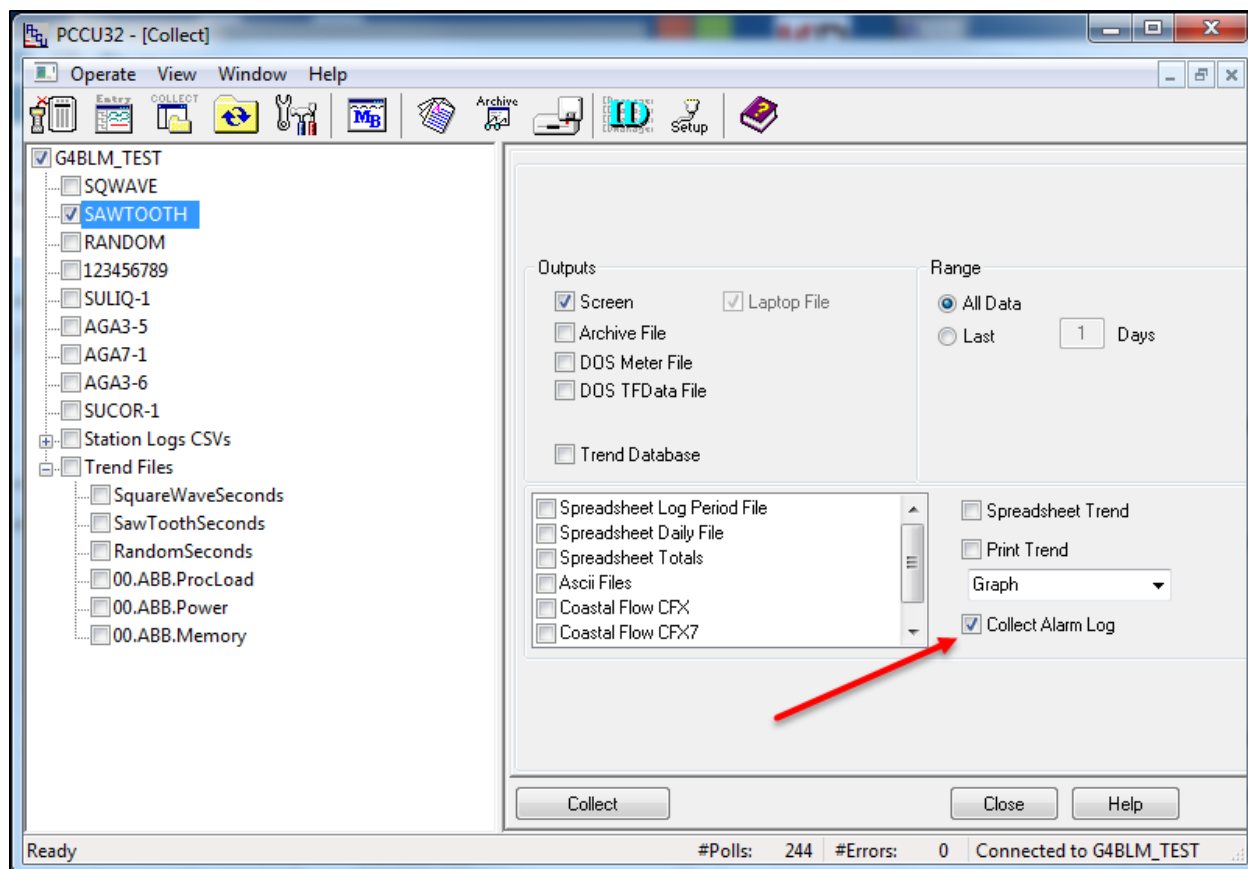 PCCU32 - [Collect]
Operate View Window Help
Entry COLLECT MB Archive ID Setup ?
G4BLM_TEST
SQWAVE
SAWTOOTH
RANDOM
123456789
SULIQ-1
AGA3-5
AGA7-1
AGA3-6
SUCOR-1
Station Logs CSVs
Trend Files
SquareWaveSeconds
SawToothSeconds
RandomSeconds
00.ABB.ProcLoad
00.ABB.Power
00.ABB.Memory
Outputs
Screen Laptop File
Archive File
DOS Meter File
DOS TFData File
Trend Database
Range
All Data
Last 1 Days
Spreadsheet Log Period File
Spreadsheet Daily File
Spreadsheet Totals
Ascii Files
Coastal Flow CFX
Coastal Flow CFX7
Spreadsheet Trend
Print Trend
Graph
Collect Alarm Log
Collect Close Help
Ready #Polls: 244 #Errors: 0 Connected to G4BLM_TEST